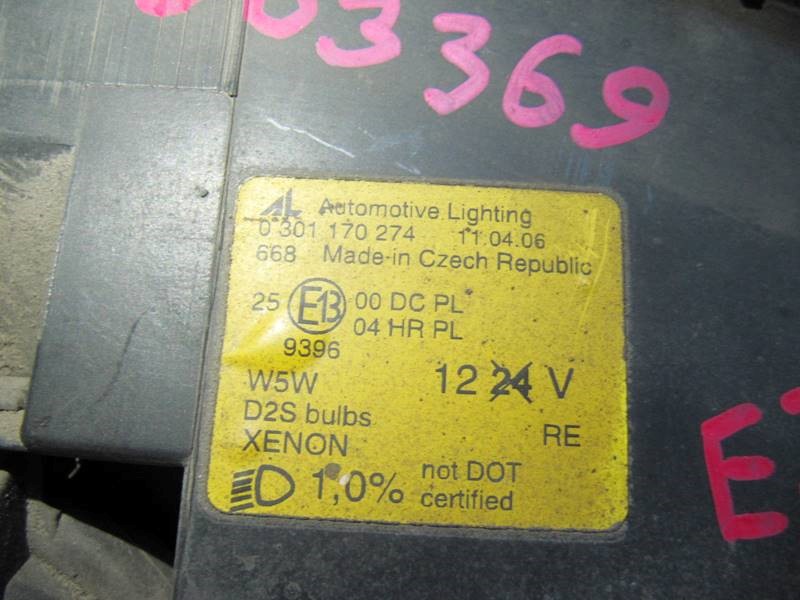 03369
AL Automotive Lighting
0 301 170 274 11.04.06
668 Made in Czech Republic
25 E13 00 DC PL
04 HR PL
9396
W5W 12 24 V
D2S bulbs
XENON RE
1,0% not DOT
certified
E